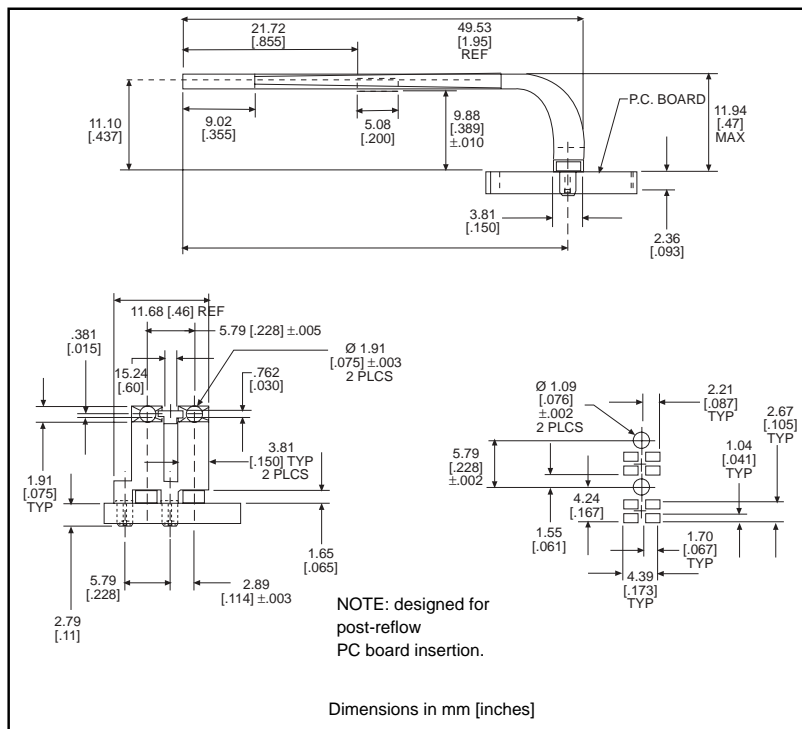 21.72
[.855]
49.53
[1.95]
REF
11.10
[.437]
9.02
[.355]
5.08
[.200]
9.88
[.389]
±.010
P.C. BOARD
11.94
[.47]
MAX
3.81
[.150]
2.36
[.093]
11.68 [.46] REF
.381
[.015]
5.79 [.228] ±.005
15.24
[.60]
Ø 1.91
[.075] ±.003
2 PLCS
.762
[.030]
3.81
[.150] TYP
2 PLCS
1.91
[.075]
TYP
1.65
[.065]
5.79
[.228]
2.89
[.114] ±.003
2.79
[.11]
Ø 1.09
[.076]
±.002
2 PLCS
2.21
[.087]
TYP
2.67
[.105]
TYP
1.04
[.041]
TYP
5.79
[.228]
±.002
4.24
[.167]
1.55
[.061]
1.70
[.067]
TYP
4.39
[.173]
TYP
NOTE: designed for
post-reflow
PC board insertion.
Dimensions in mm [inches]